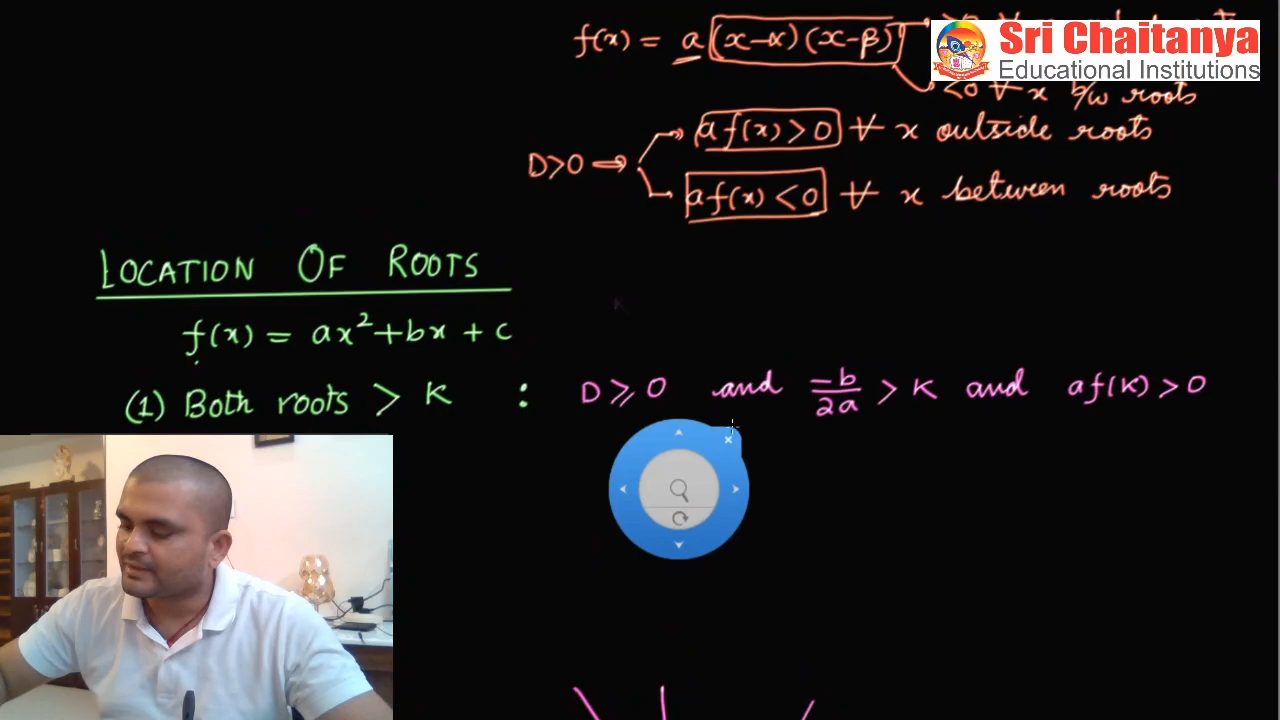 f(x) = a (x-α)(x-β)
Sri Chaitanya
Educational Institutions
<0 ∀ x b/w roots
af(x) > 0 ∀ x outside roots
D>0 ⇒
af(x) < 0 ∀ x between roots
LOCATION OF ROOTS
f(x) = ax²+bx+c
(1) Both roots > K : D ≥ 0 and -b/2a > K and af(K) > 0